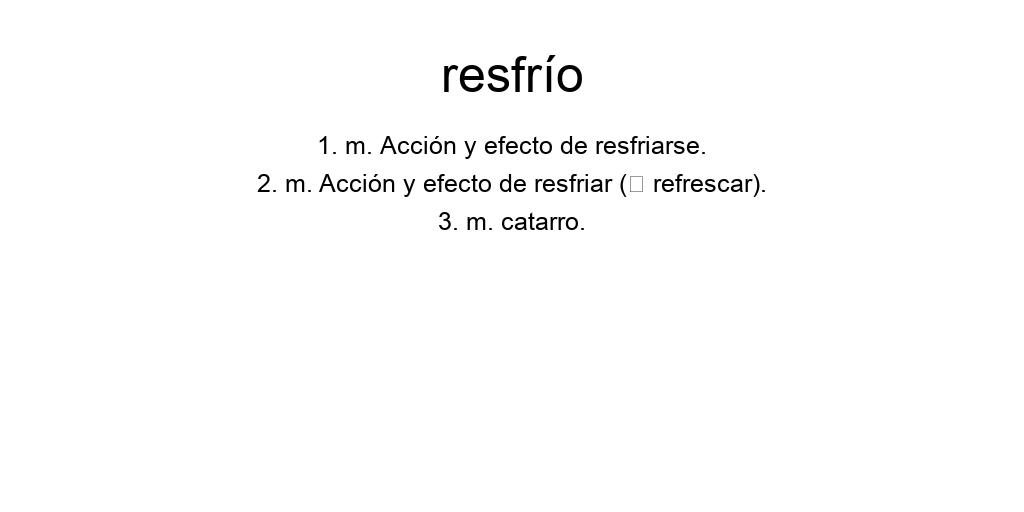 resfrío
1. m. Acción y efecto de resfriarse.
2. m. Acción y efecto de resfriar (□ refrescar).
3. m. catarro.